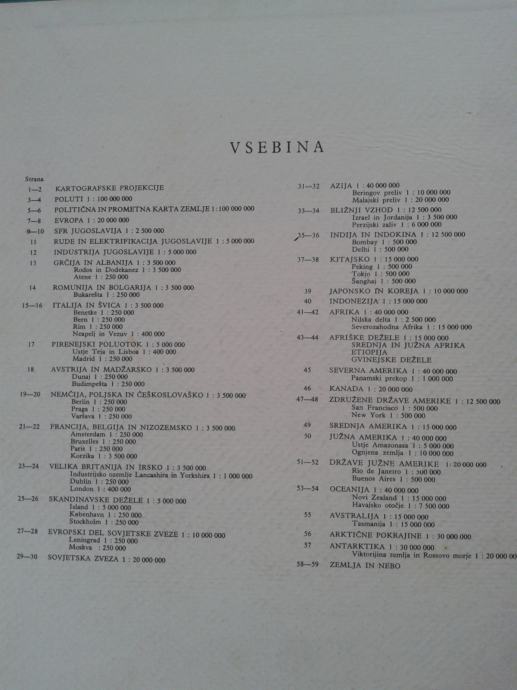 VSEBINA
Strana
1—2 KARTOGRAFSKE PROJEKCIJE
3—4 POLUTI 1 : 100 000 000
5—6 POLITIČNA IN PROMETNA KARTA ZEMLJE 1:100 000 000
7—8 EVROPA 1 : 20 000 000
9—10 SFR JUGOSLAVIJA 1 : 2 500 000
11 RUDE IN ELEKTRIFIKACIJA JUGOSLAVIJE 1 : 5 000 000
12 INDUSTRIJA JUGOSLAVIJE 1 : 5 000 000
13 GRČIJA IN ALBANIJA 1 : 3 500 000
Rodos in Dodekanez 1 : 3 500 000
Atene 1 : 250 000
14 ROMUNIJA IN BOLGARIJA 1 : 3 500 000
Bukarešta 1 : 250 000
15—16 ITALIJA IN ŠVICA 1 : 3 500 000
Benetke 1 : 250 000
Bern 1 : 250 000
Rim 1 : 250 000
Neapelj in Vezuv 1 : 400 000
17 PIRENEJSKI POLUOTOK 1 : 5 000 000
Ustje Teja in Lisboa 1 : 400 000
Madrid 1 : 250 000
18 AVSTRIJA IN MADŽARSKO 1 : 3 500 000
Dunaj 1 : 250 000
Budimpešta 1 : 250 000
19—20 NEMČIJA, POLJSKA IN ČEŠKOSLOVAŠKO 1 : 3 500 000
Berlin 1 : 250 000
Praga 1 : 250 000
Varšava 1 : 250 000
21—22 FRANCIJA, BELGIJA IN NIZOZEMSKO 1 : 3 500 000
Amsterdam 1 : 250 000
Bruxelles 1 : 250 000
Paris 1 : 250 000
Korzika 1 : 3 500 000
23—24 VELIKA BRITANIJA IN IRSKO 1 : 3 500 000
Industrijsko ozemlje Lancashira in Yorkshira 1 : 1 000 000
Dublin 1 : 250 000
London 1 : 400 000
25—26 SKANDINAVSKE DEŽELE 1 : 5 000 000
Island 1 : 5 000 000
København 1 : 250 000
Stockholm 1 : 250 000
27—28 EVROPSKI DEL SOVJETSKE ZVEZE 1 : 10 000 000
Leningrad 1 : 250 000
Moskva : 250 000
29—30 SOVJETSKA ZVEZA 1 : 20 000 000
31—32 AZIJA 1 : 40 000 000
Beringov preliv 1 : 10 000 000
Malajski preliv 1 : 20 000 000
33—34 BLIŽNJI VZHOD 1 : 12 500 000
Izrael in Jordanija 1 : 3 500 000
Perzijski zaliv 1 : 6 000 000
35—36 INDIJA IN INDOKINA 1 : 12 500 000
Bombay 1 : 500 000
Delhi 1 : 500 000
37—38 KITAJSKO 1 : 15 000 000
Peking 1 : 500 000
Tokijo 1 : 500 000
Šanghaj 1 : 500 000
39 JAPONSKO IN KOREJA 1 : 10 000 000
40 INDONEZIJA 1 : 15 000 000
41—42 AFRIKA 1 : 40 000 000
Nilska delta 1 : 2 500 000
Severozahodna Afrika 1 : 15 000 000
43—44 AFRIŠKE DEŽELE 1 : 15 000 000
SREDNJA IN JUŽNA AFRIKA
ETIOPIJA
GVINEJSKE DEŽELE
45 SEVERNA AMERIKA 1 : 40 000 000
Panamski prekop 1 : 1 000 000
46 KANADA 1 : 20 000 000
47—48 ZDRUŽENE DRŽAVE AMERIKE 1 : 12 500 000
San Francisco 1 : 500 000
New York 1 : 500 000
49 SREDNJA AMERIKA 1 : 15 000 000
50 JUŽNA AMERIKA 1 : 40 000 000
Ustje Amazonasa 1 : 5 000 000
Ognjena zemlja 1 : 10 000 000
51—52 DRŽAVE JUŽNE AMERIKE 1: 20 000 000
Rio de Janeiro 1 : 500 000
Buenos Aires 1 : 500 000
53—54 OCEANIJA 1 : 40 000 000
Novi Zealand 1 : 15 000 000
Havajsko otočje 1 : 7 500 000
55 AVSTRALIJA 1 : 15 000 000
Tasmanija 1 : 15 000 000
56 ARKTIČNE POKRAJINE 1 : 30 000 000
57 ANTARKTIKA 1 : 30 000 000
Viktorijina zemlja in Rossovo morje 1 : 20 000 00
58—59 ZEMLJA IN NEBO